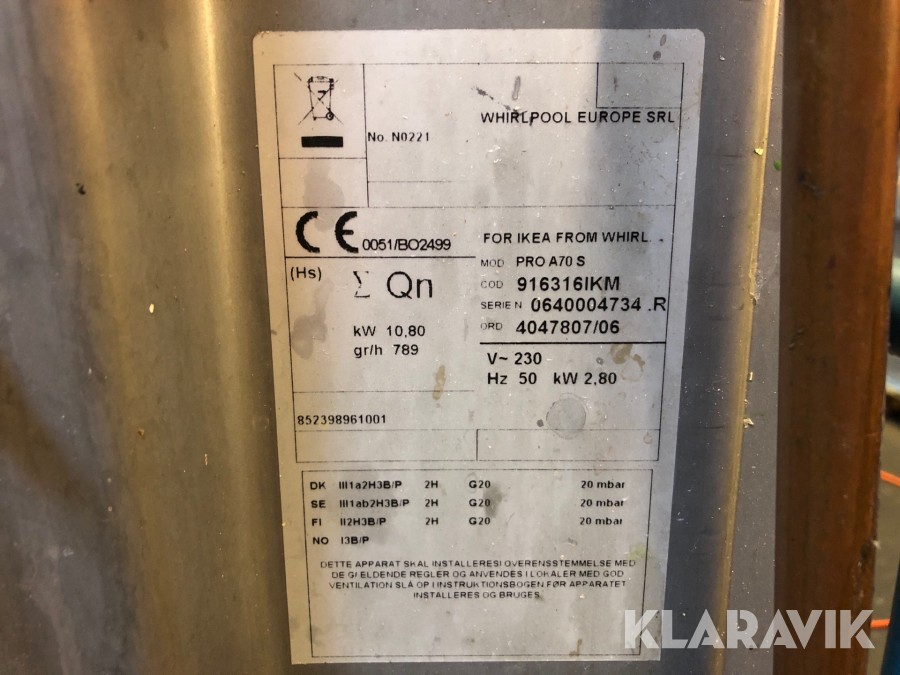 WHIRLPOOL EUROPE SRL
No. N0221
CE 0051/BO2499
FOR IKEA FROM WHIRL
MOD PRO A70 S
(Hs)
Σ Qn
COD 916316IKM
SERIE N 0640004734 .R
kW 10,80
ORD 4047807/06
gr/h 789
V~ 230
Hz 50 kW 2,80
852398961001
DK III1a2H3B/P 2H G20 20 mbar
SE III1ab2H3B/P 2H G20 20 mbar
FI II2H3B/P 2H G20 20 mbar
NO I3B/P
DETTE APPARAT SKAL INSTALLERES I OVERENSSTEMMELSE MED
DE GJELDENDE REGLER OG ANVENDES I LOKALER MED GOD
VENTILATION SLÅ OP I INSTRUKTIONSBOGEN FØR APPARATET
INSTALLERES OG BRUGES
KLARAVIK